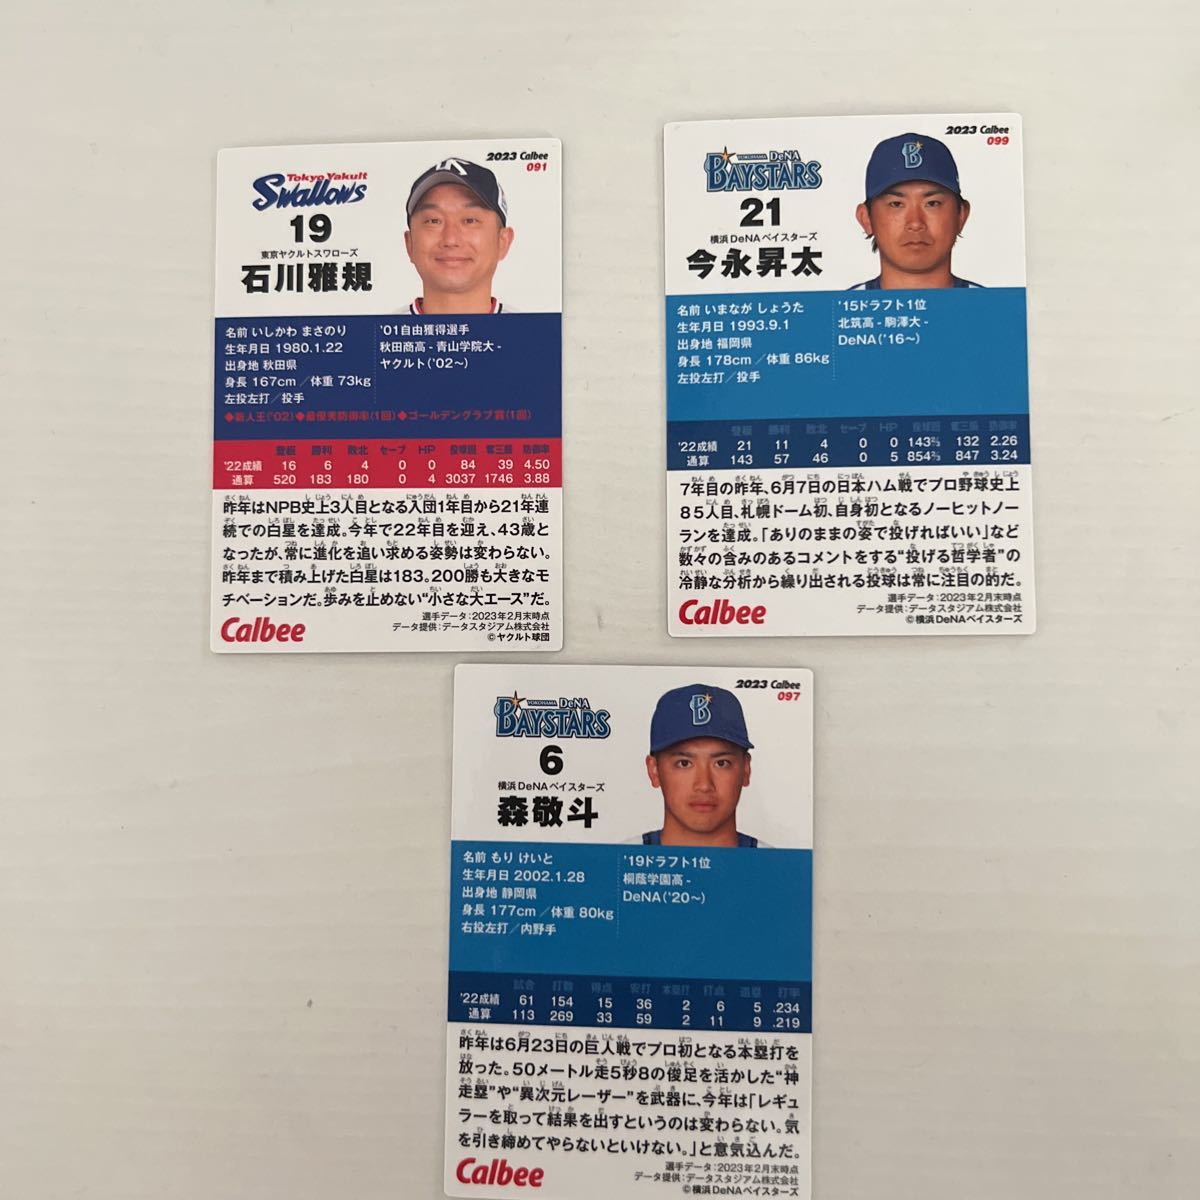 2023 Calbee
091
Tokyo Yakult
Swallows
19
東京ヤクルトスワローズ
石川雅規
名前 いしかわ まさのり
生年月日 1980.1.22
出身地 秋田県
身長 167cm／体重 73kg
左投左打／投手
'01自由獲得選手
秋田商高 - 青山学院大 -
ヤクルト('02～)
◆新人王('02)◆最優秀防御率(1回)◆ゴールデングラブ賞(1回)
登板 勝利 敗北 セーブ HP 投球回 奪三振 防御率
'22成績 16 6 4 0 0 84 39 4.50
通算 520 183 180 0 4 3037 1746 3.88
昨年はNPB史上3人目となる入団1年目から21年連
続での白星を達成。今年で22年目を迎え、43歳と
なったが、常に進化を追い求める姿勢は変わらない。
昨年まで積み上げた白星は183。200勝も大きなモ
チベーションだ。歩みを止めない“小さな大エース”だ。
Calbee
選手データ：2023年2月末時点
データ提供：データスタジアム株式会社
©ヤクルト球団
2023 Calbee
099
YOKOHAMA DeNA
BAYSTARS
21
横浜DeNAベイスターズ
今永昇太
名前 いまなが しょうた
生年月日 1993.9.1
出身地 福岡県
身長 178cm／体重 86kg
左投左打／投手
'15ドラフト1位
北筑高 - 駒澤大 -
DeNA('16～)
登板 勝利 敗北 セーブ HP 投球回 奪三振 防御率
'22成績 21 11 4 0 0 143⅔ 132 2.26
通算 143 57 46 0 5 854⅔ 847 3.24
7年目の昨年、6月7日の日本ハム戦でプロ野球史上
85人目、札幌ドーム初、自身初となるノーヒットノー
ランを達成。「ありのままの姿で投げればいい」など
数々の含みのあるコメントをする“投げる哲学者”の
冷静な分析から繰り出される投球は常に注目の的だ。
Calbee
選手データ：2023年2月末時点
データ提供：データスタジアム株式会社
©横浜DeNAベイスターズ
2023 Calbee
097
YOKOHAMA DeNA
BAYSTARS
6
横浜DeNAベイスターズ
森敬斗
名前 もり けいと
生年月日 2002.1.28
出身地 静岡県
身長 177cm／体重 80kg
右投左打／内野手
'19ドラフト1位
桐蔭学園高 -
DeNA('20～)
試合 打数 得点 安打 本塁打 打点 盗塁 打率
'22成績 61 154 15 36 2 6 5 .234
通算 113 269 33 59 2 11 9 .219
昨年は6月23日の巨人戦でプロ初となる本塁打を
放った。50メートル走5秒8の俊足を活かした“神
走塁”や“異次元レーザー”を武器に、今年は「レギュ
ラーを取って結果を出すというのは変わらない。気
を引き締めてやらないといけない。」と意気込んだ。
Calbee
選手データ：2023年2月末時点
データ提供：データスタジアム株式会社
©横浜DeNAベイスターズ